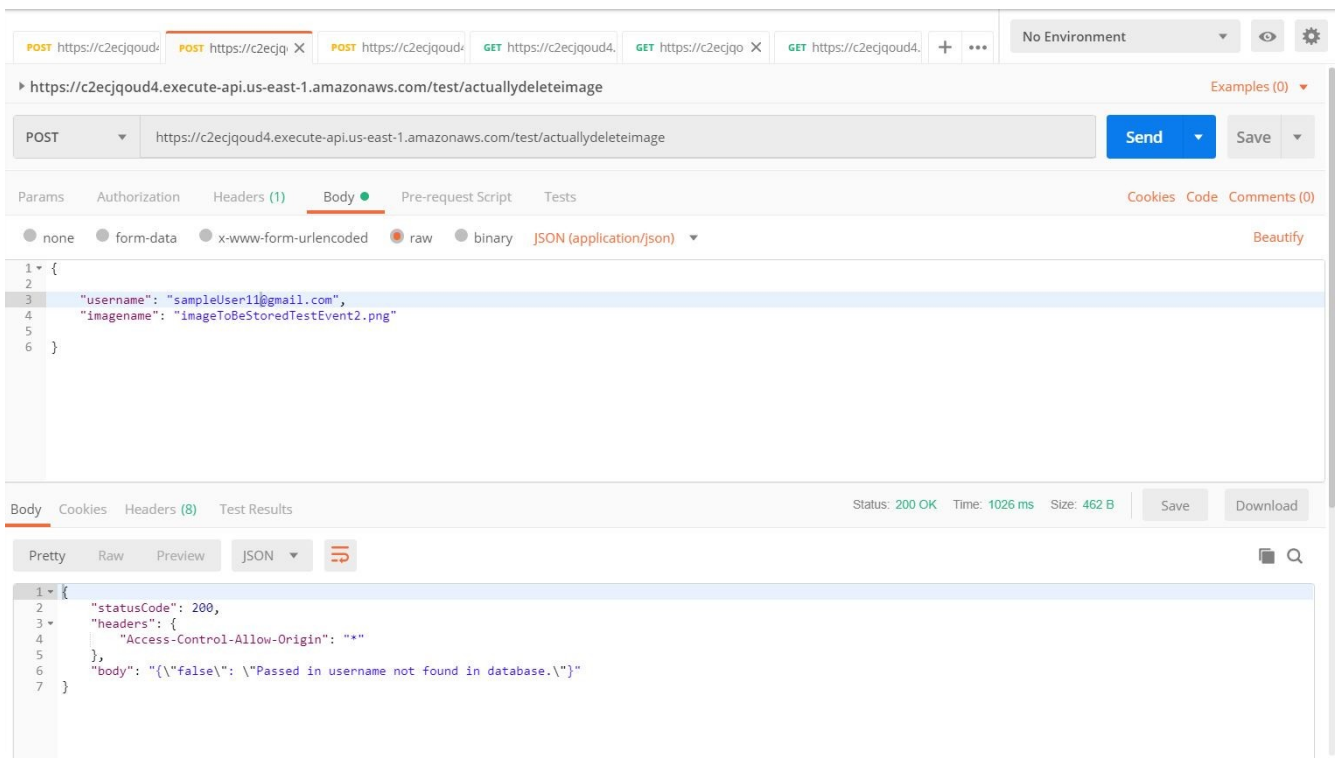 POST https://c2ecjqoud4 POST https://c2ecjq POST https://c2ecjqoud4 GET https://c2ecjqoud4. GET https://c2ecjqo GET https://c2ecjqoud4. No Environment
https://c2ecjqoud4.execute-api.us-east-1.amazonaws.com/test/actuallydeleteimage Examples (0)
POST https://c2ecjqoud4.execute-api.us-east-1.amazonaws.com/test/actuallydeleteimage Send Save
Params Authorization Headers (1) Body Pre-request Script Tests Cookies Code Comments (0)
none form-data x-www-form-urlencoded raw binary JSON (application/json) Beautify
1 {
2
3 "username": "sampleUser11@gmail.com",
4 "imagename": "imageToBeStoredTestEvent2.png"
5
6 }
Body Cookies Headers (8) Test Results Status: 200 OK Time: 1026 ms Size: 462 B Save Download
Pretty Raw Preview JSON
1 {
2 "statusCode": 200,
3 "headers": {
4 "Access-Control-Allow-Origin": "*"
5 },
6 "body": "{\"false\": \"Passed in username not found in database.\"}"
7 }